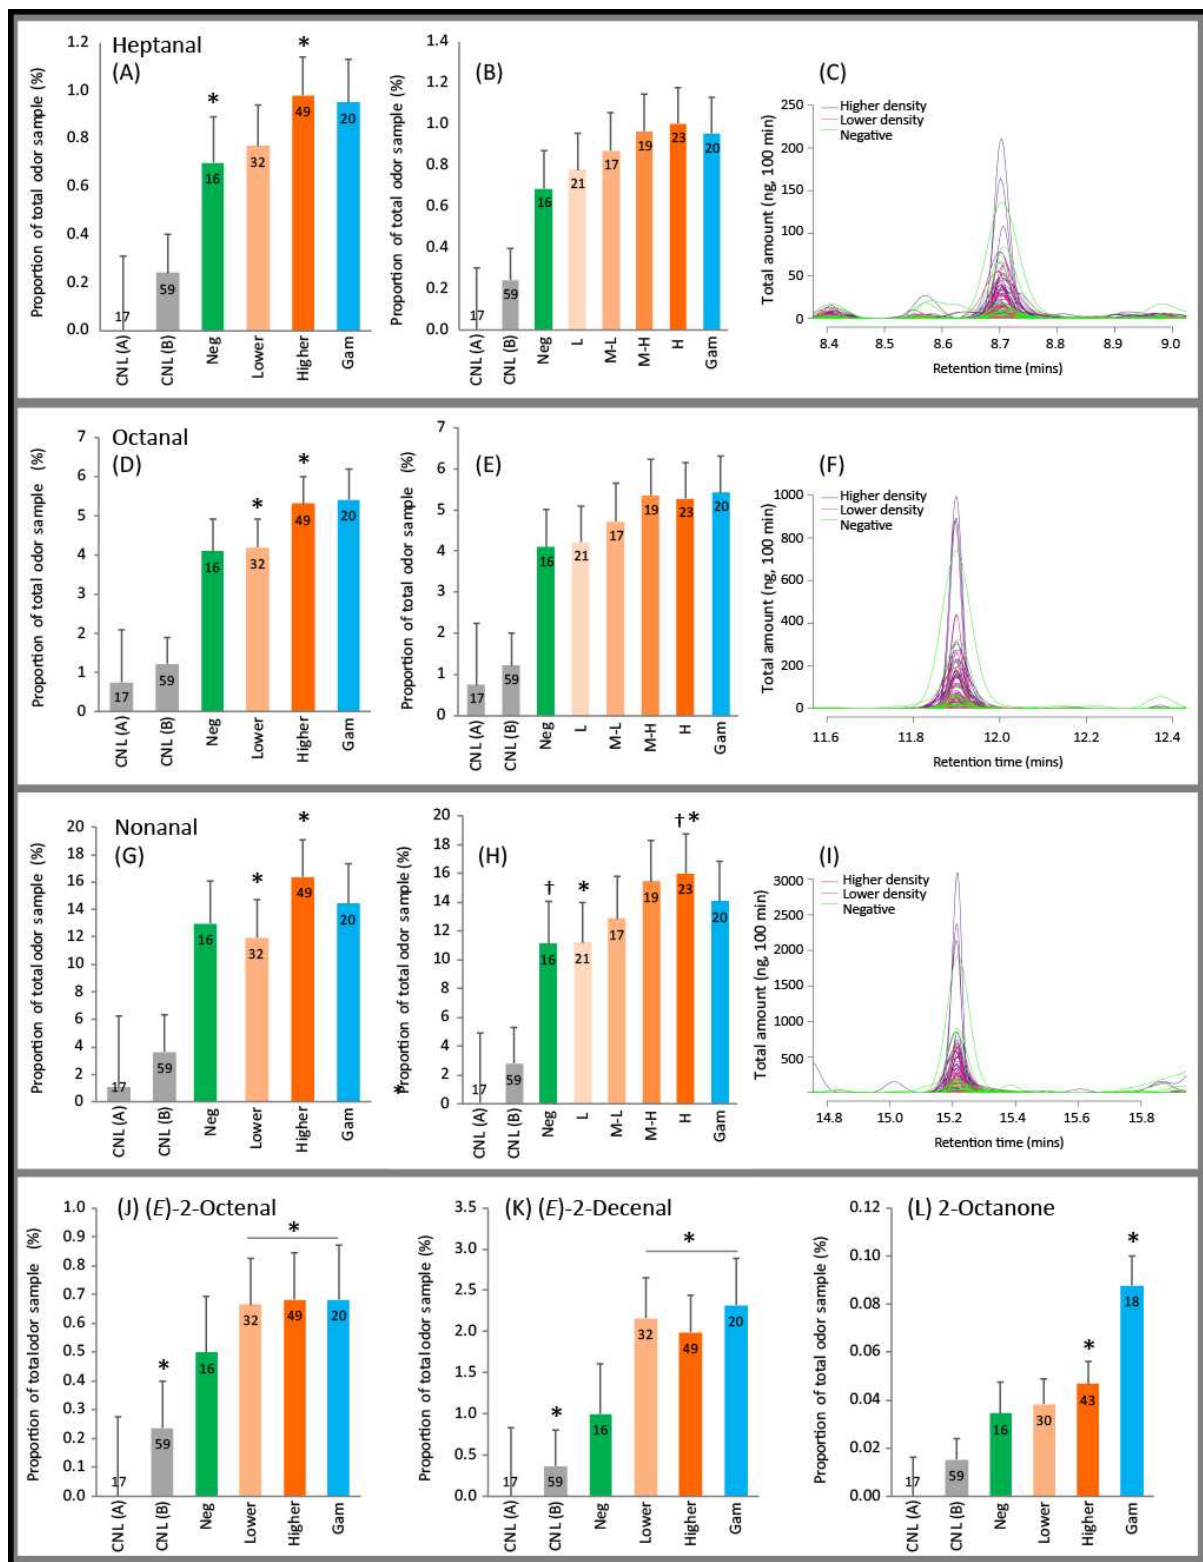 Heptanal
(A)
Proportion of total odor sample (%)
1.2
1.0
0.8
0.6
0.4
0.2
0.0
*
*
17
59
16
32
49
20
CNL (A)
CNL (B)
Neg
Lower
Higher
Gam
(B)
Proportion of total odor sample (%)
1.4
1.2
1.0
0.8
0.6
0.4
0.2
0.0
17
59
16
21
17
19
23
20
CNL (A)
CNL (B)
Neg
L
M-L
M-H
H
Gam
(C)
Total amount (ng, 100 min)
250
200
150
100
50
0
Higher density
Lower density
Negative
8.4
8.5
8.6
8.7
8.8
8.9
9.0
Retention time (mins)
Octanal
(D)
Proportion of total odor sample (%)
7
6
5
4
3
2
1
0
*
*
17
59
16
32
49
20
CNL (A)
CNL (B)
Neg
Lower
Higher
Gam
(E)
Proportion of total odor sample (%)
7
6
5
4
3
2
1
0
17
59
16
21
17
19
23
20
CNL (A)
CNL (B)
Neg
L
M-L
M-H
H
Gam
(F)
Total amount (ng, 100 min)
1000
800
600
400
200
0
Higher density
Lower density
Negative
11.6
11.8
12.0
12.2
12.4
Retention time (mins)
Nonanal
(G)
Proportion of total odor sample (%)
20
18
16
14
12
10
8
6
4
2
0
*
*
17
59
16
32
49
20
CNL (A)
CNL (B)
Neg
Lower
Higher
Gam
(H)
Proportion of total odor sample (%)
20
18
16
14
12
10
8
6
4
2
0
†
*
† *
17
59
16
21
17
19
23
20
CNL (A)
CNL (B)
Neg
L
M-L
M-H
H
Gam
(I)
Total amount (ng, 100 min)
3000
2500
2000
1000
500
Higher density
Lower density
Negative
14.8
15.0
15.2
15.4
15.6
15.8
Retention time (mins)
(J) (E)-2-Octenal
Proportion of total odor sample (%)
1.0
0.9
0.8
0.7
0.6
0.5
0.4
0.3
0.2
0.1
0.0
*
*
17
59
16
32
49
20
CNL (A)
CNL (B)
Neg
Lower
Higher
Gam
(K) (E)-2-Decenal
Proportion of total odor sample (%)
3.5
3.0
2.5
2.0
1.5
1.0
0.5
0.0
*
*
17
59
16
32
49
20
CNL (A)
CNL (B)
Neg
Lower
Higher
Gam
(L) 2-Octanone
Proportion of total odor sample (%)
0.12
0.10
0.08
0.06
0.04
0.02
0.00
*
*
17
59
16
30
43
18
CNL (A)
CNL (B)
Neg
Lower
Higher
Gam